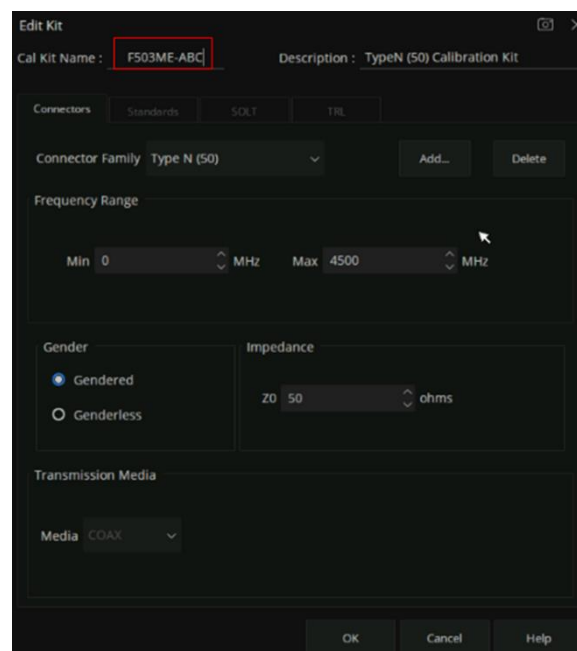 Edit Kit
Cal Kit Name : F503ME-ABC Description : TypeN (50) Calibration Kit
Connectors Standards SOLT TRL
Connector Family Type N (50) Add... Delete
Frequency Range
Min 0 MHz Max 4500 MHz
Gender Impedance
Gendered
Z0 50 ohms
Genderless
Transmission Media
Media COAX
OK Cancel Help